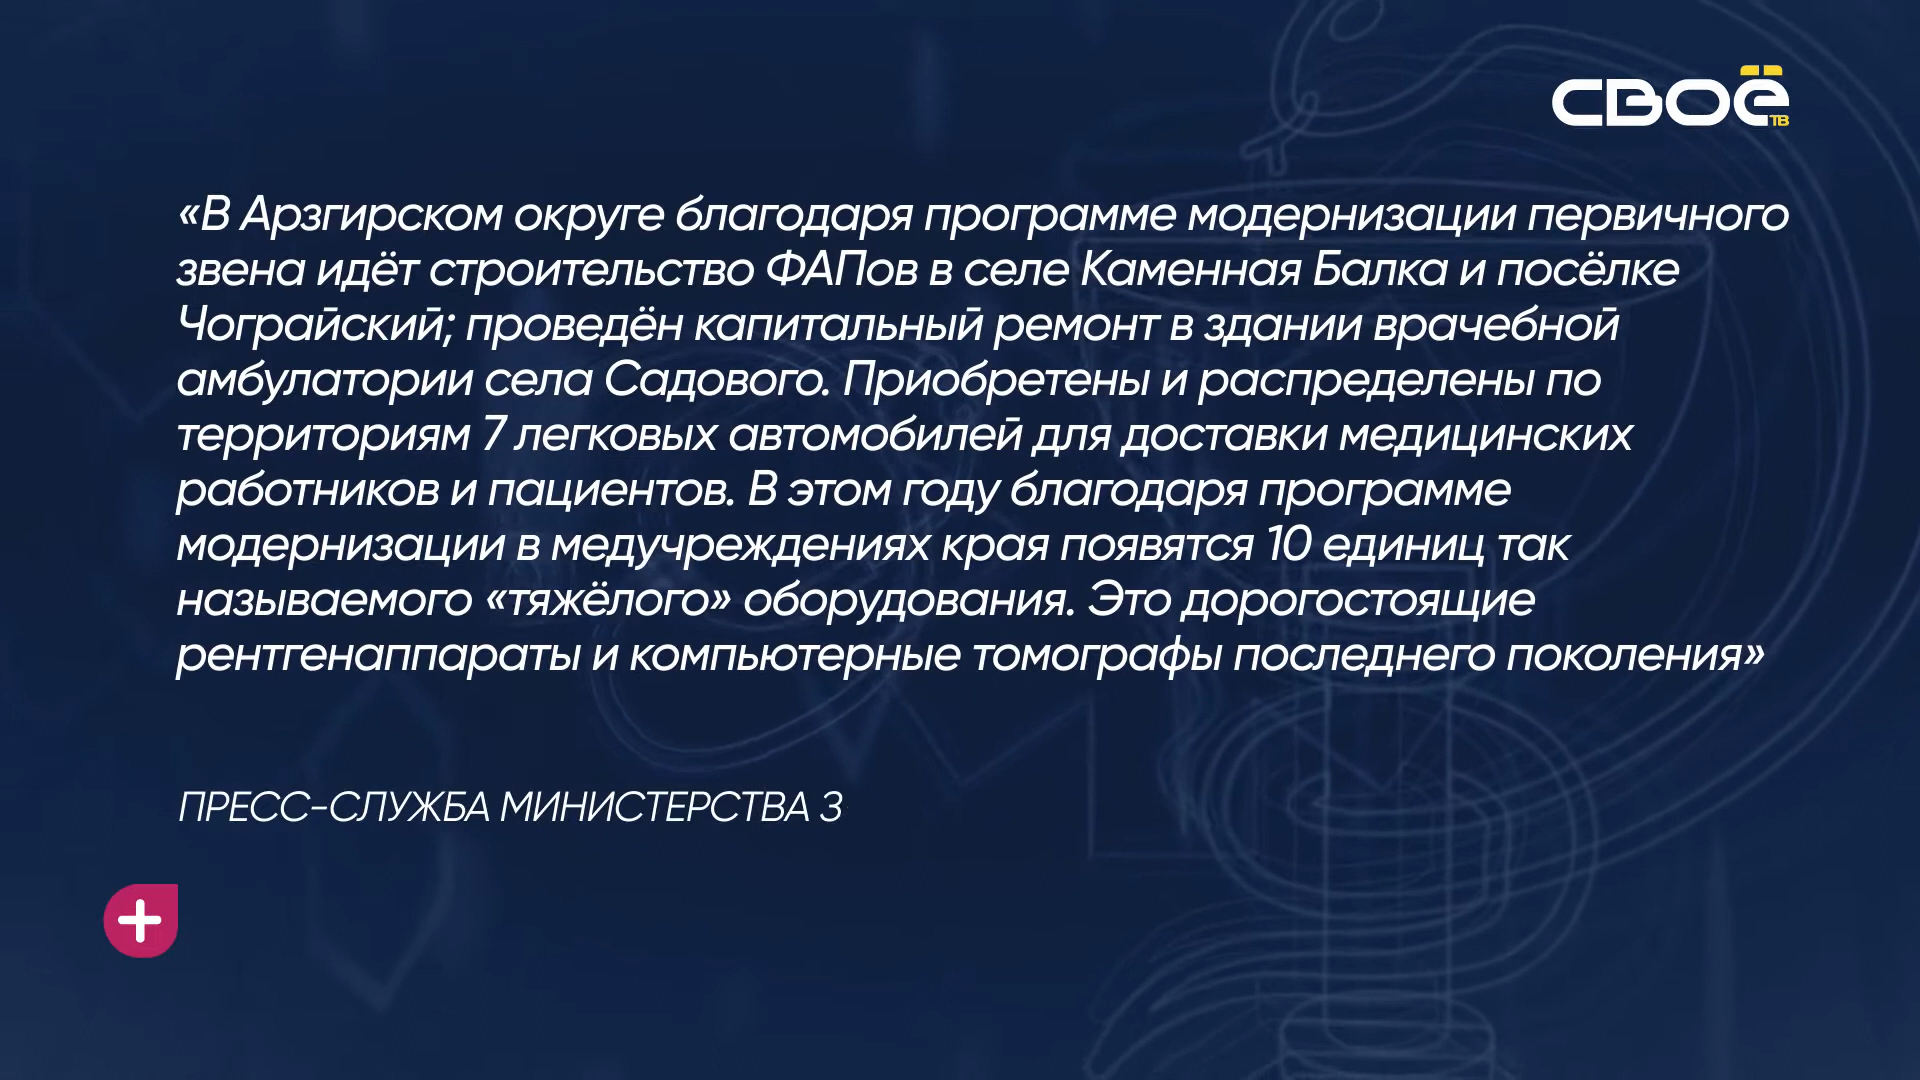 СВОЁ
ТВ
«В Арзгирском округе благодаря программе модернизации первичного
звена идёт строительство ФАПов в селе Каменная Балка и посёлке
Чограйский; проведён капитальный ремонт в здании врачебной
амбулатории села Садового. Приобретены и распределены по
территориям 7 легковых автомобилей для доставки медицинских
работников и пациентов. В этом году благодаря программе
модернизации в медучреждениях края появятся 10 единиц так
называемого «тяжёлого» оборудования. Это дорогостоящие
рентгенаппараты и компьютерные томографы последнего поколения»
ПРЕСС-СЛУЖБА МИНИСТЕРСТВА З